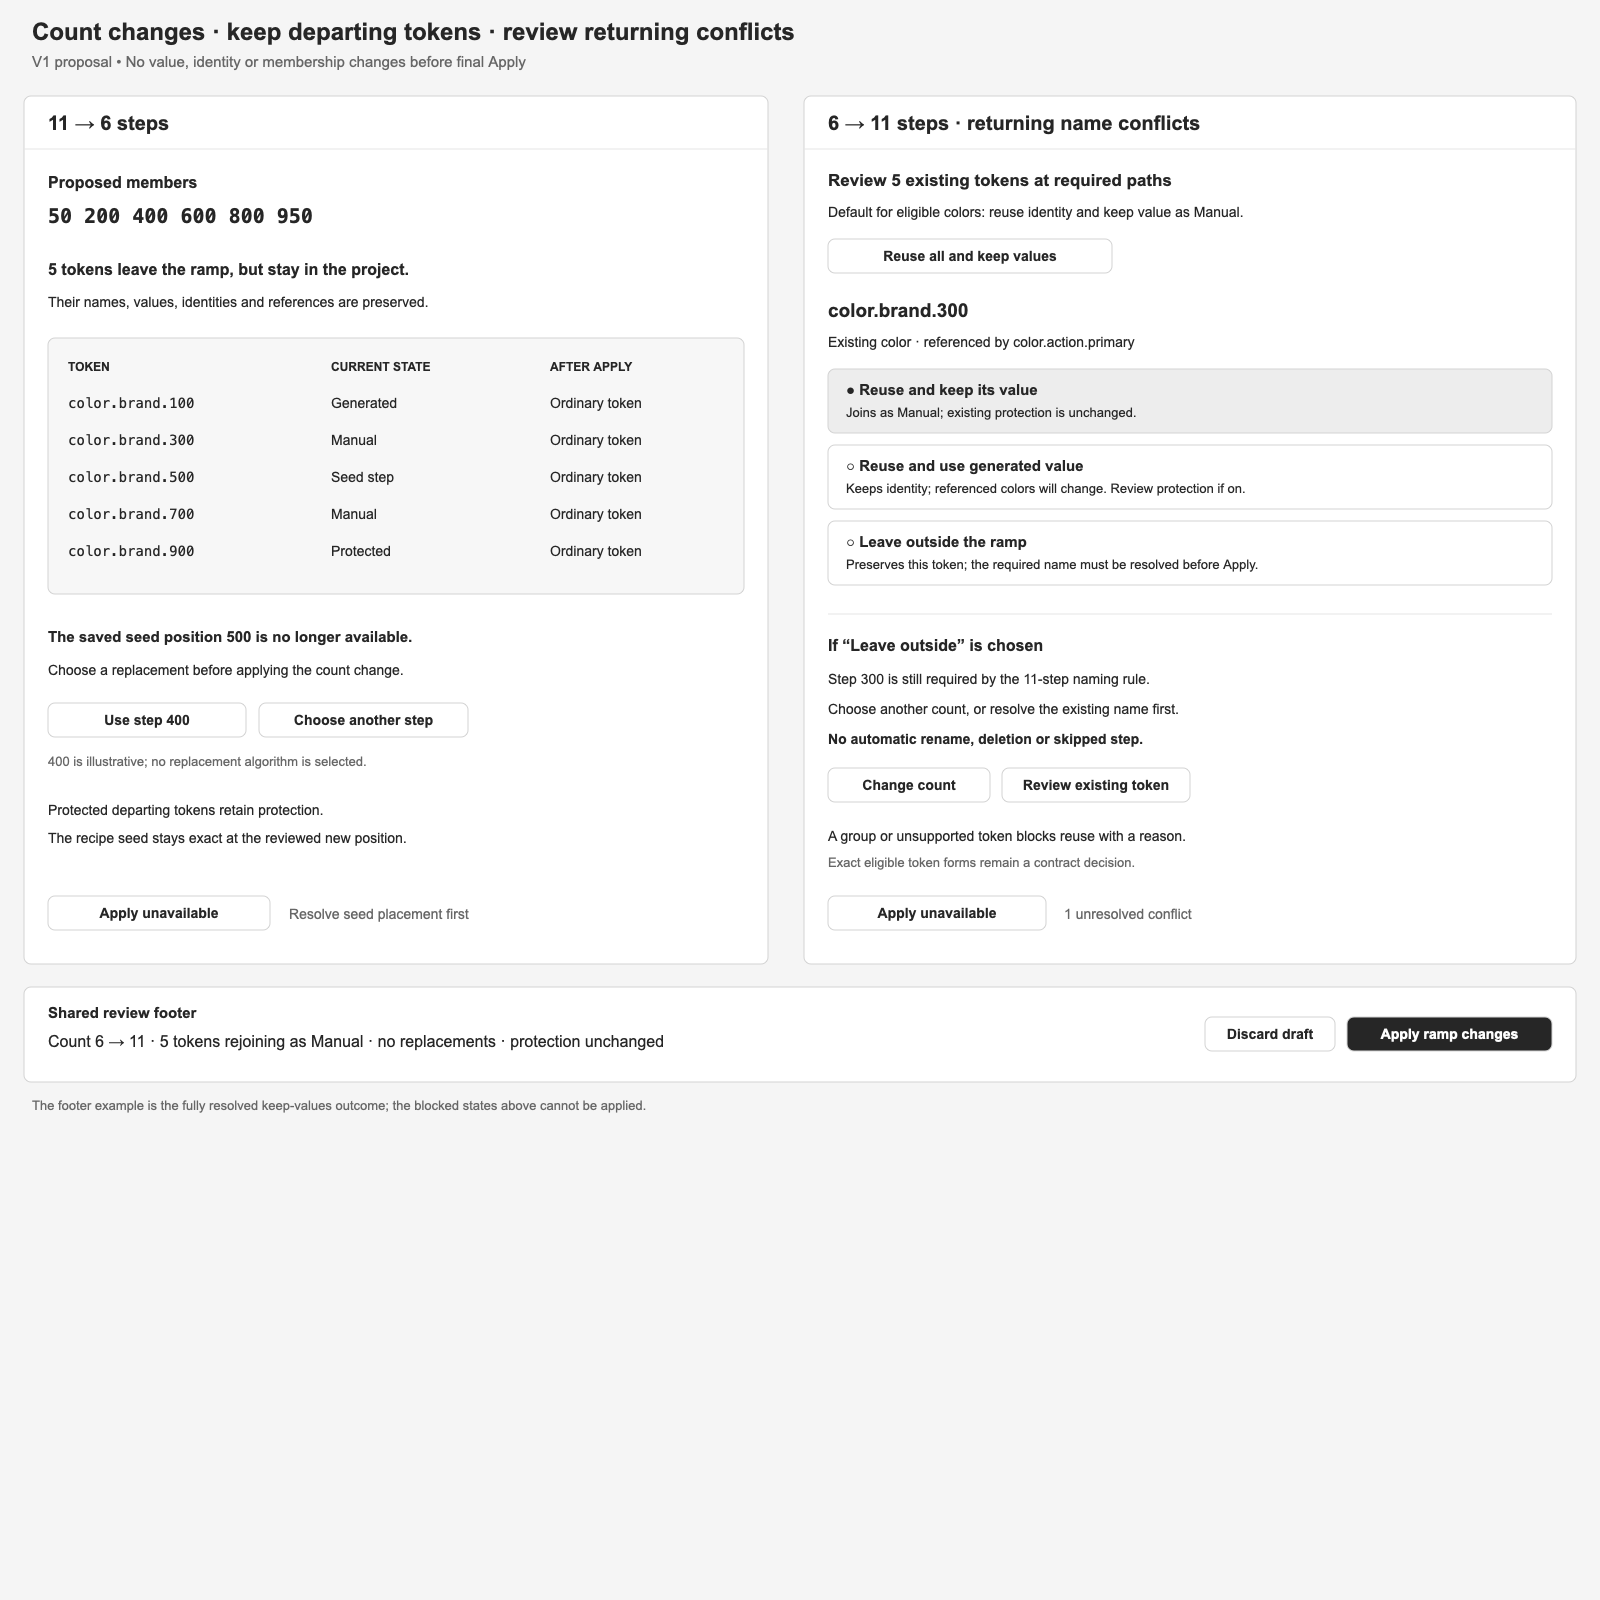 Count changes · keep departing tokens · review returning conflicts
V1 proposal • No value, identity or membership changes before final Apply
11 → 6 steps
Proposed members
50 200 400 600 800 950
5 tokens leave the ramp, but stay in the project.
Their names, values, identities and references are preserved.
TOKEN CURRENT STATE AFTER APPLY
color.brand.100 Generated Ordinary token
color.brand.300 Manual Ordinary token
color.brand.500 Seed step Ordinary token
color.brand.700 Manual Ordinary token
color.brand.900 Protected Ordinary token
The saved seed position 500 is no longer available.
Choose a replacement before applying the count change.
Use step 400 Choose another step
400 is illustrative; no replacement algorithm is selected.
Protected departing tokens retain protection.
The recipe seed stays exact at the reviewed new position.
Apply unavailable Resolve seed placement first
6 → 11 steps · returning name conflicts
Review 5 existing tokens at required paths
Default for eligible colors: reuse identity and keep value as Manual.
Reuse all and keep values
color.brand.300
Existing color · referenced by color.action.primary
● Reuse and keep its value
Joins as Manual; existing protection is unchanged.
○ Reuse and use generated value
Keeps identity; referenced colors will change. Review protection if on.
○ Leave outside the ramp
Preserves this token; the required name must be resolved before Apply.
If “Leave outside” is chosen
Step 300 is still required by the 11-step naming rule.
Choose another count, or resolve the existing name first.
No automatic rename, deletion or skipped step.
Change count Review existing token
A group or unsupported token blocks reuse with a reason.
Exact eligible token forms remain a contract decision.
Apply unavailable 1 unresolved conflict
Shared review footer
Count 6 → 11 · 5 tokens rejoining as Manual · no replacements · protection unchanged
Discard draft Apply ramp changes
The footer example is the fully resolved keep-values outcome; the blocked states above cannot be applied.